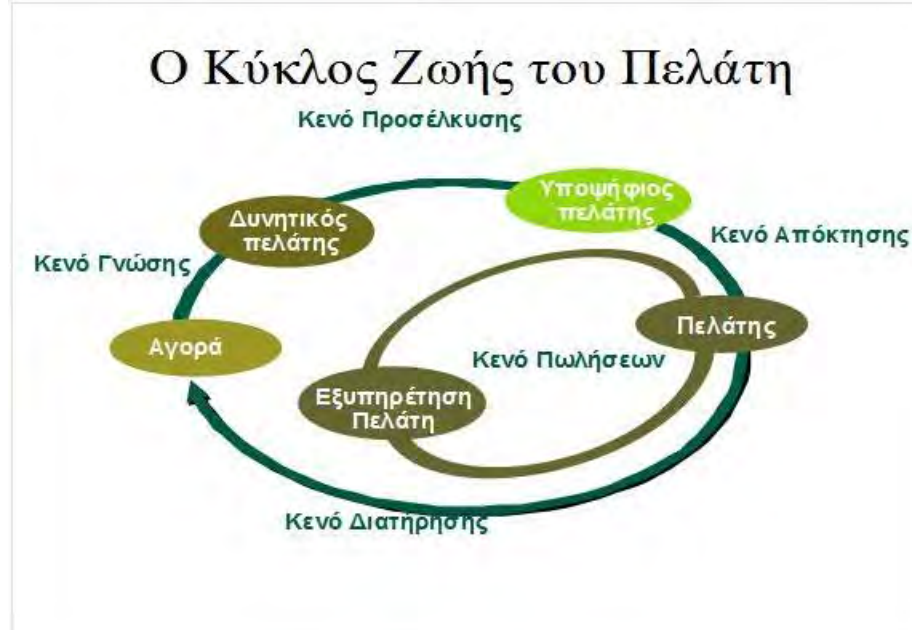 Ο Κύκλος Ζωής του Πελάτη
Κενό Προσέλκυσης
Υποψήφιος
πελάτης
Δυνητικός
πελάτης
Κενό Απόκτησης
Κενό Γνώσης
Πελάτης
Αγορά
Κενό Πωλήσεων
Εξυπηρέτηση
Πελάτη
Κενό Διατήρησης